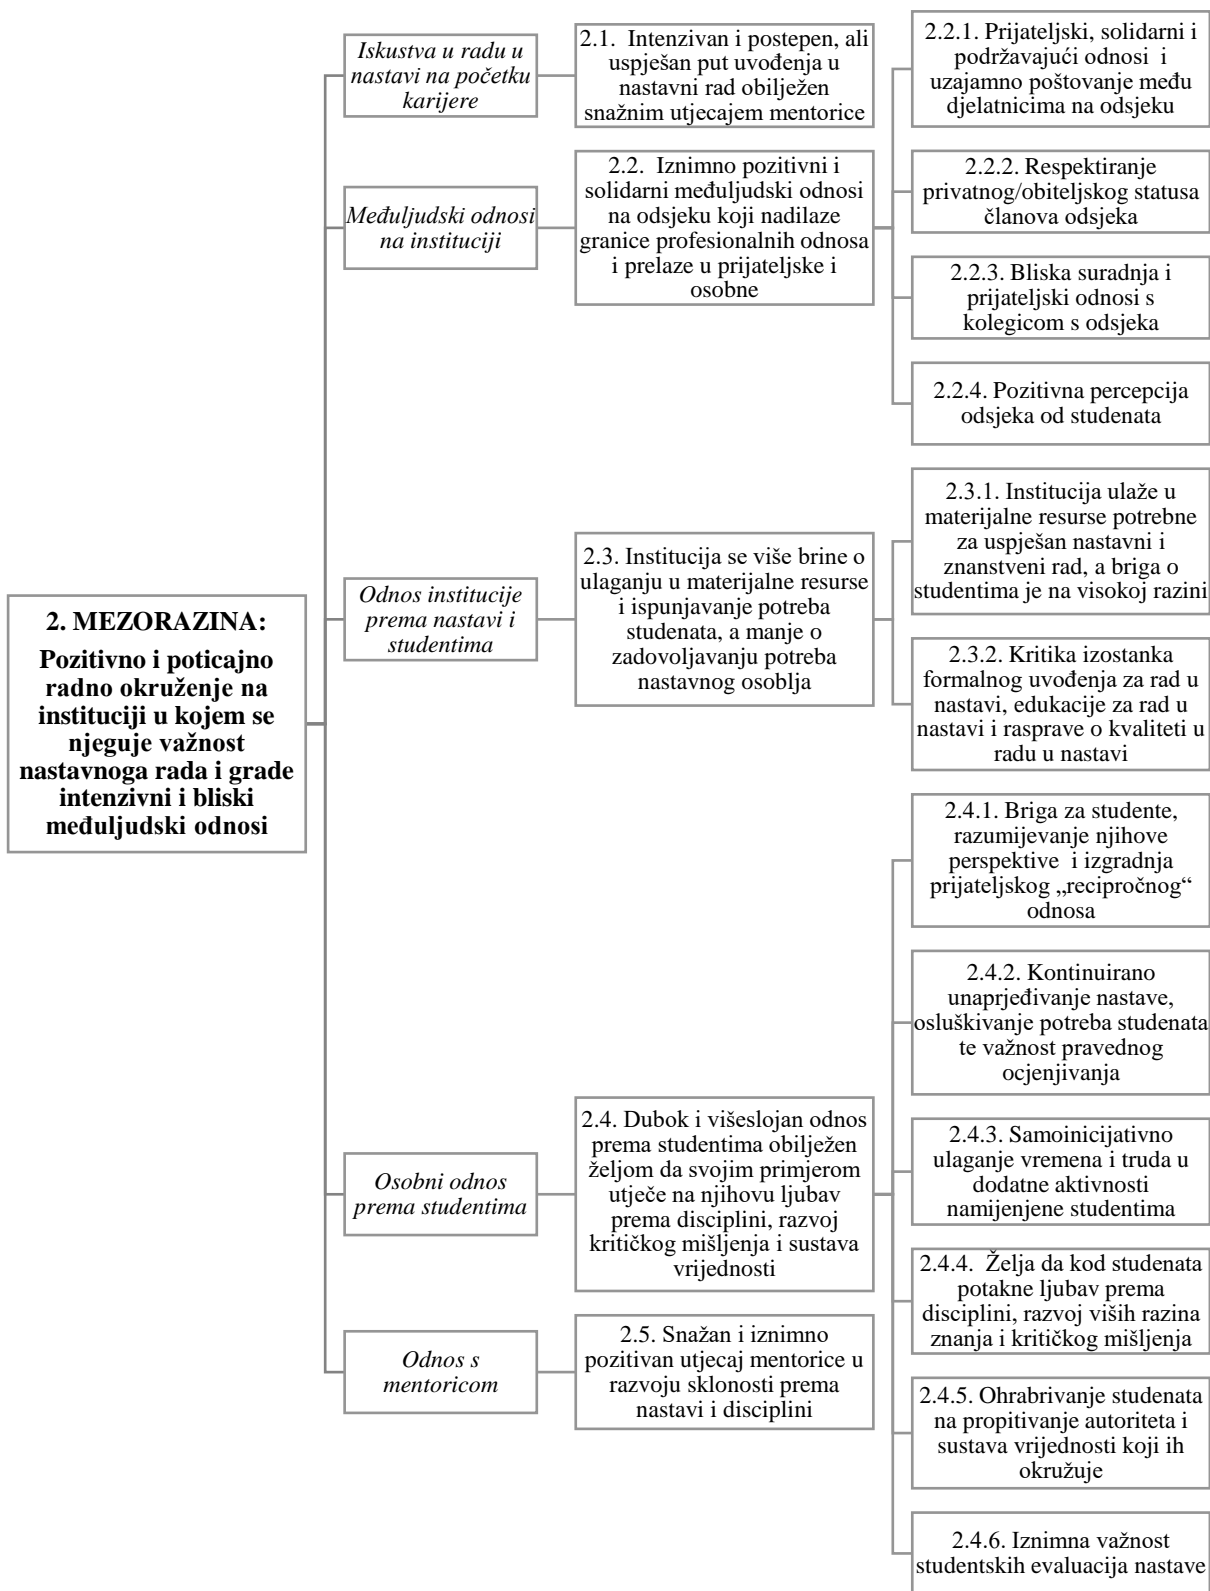 2. MEZORAZINA:
Pozitivno i poticajno
radno okruženje na
instituciji u kojem se
njeguje važnost
nastavnoga rada i grade
intenzivni i bliski
međuljudski odnosi
Iskustva u radu u
nastavi na početku
karijere
2.1. Intenzivan i postepen, ali
uspješan put uvođenja u
nastavni rad obilježen
snažnim utjecajem mentorice
Međuljudski odnosi
na instituciji
2.2. Iznimno pozitivni i
solidarni međuljudski odnosi
na odsjeku koji nadilaze
granice profesionalnih odnosa
i prelaze u prijateljske i
osobne
2.2.1. Prijateljski, solidarni i
podržavajući odnosi i
uzajamno poštovanje među
djelatnicima na odsjeku
2.2.2. Respektiranje
privatnog/obiteljskog statusa
članova odsjeka
2.2.3. Bliska suradnja i
prijateljski odnosi s
kolegicom s odsjeka
2.2.4. Pozitivna percepcija
odsjeka od studenata
Odnos institucije
prema nastavi i
studentima
2.3. Institucija se više brine o
ulaganju u materijalne resurse
i ispunjavanje potreba
studenata, a manje o
zadovoljavanju potreba
nastavnog osoblja
2.3.1. Institucija ulaže u
materijalne resurse potrebne
za uspješan nastavni i
znanstveni rad, a briga o
studentima je na visokoj razini
2.3.2. Kritika izostanka
formalnog uvođenja za rad u
nastavi, edukacije za rad u
nastavi i rasprave o kvaliteti u
radu u nastavi
Osobni odnos
prema studentima
2.4. Dubok i višeslojan odnos
prema studentima obilježen
željom da svojim primjerom
utječe na njihovu ljubav
prema disciplini, razvoj
kritičkog mišljenja i sustava
vrijednosti
2.4.1. Briga za studente,
razumijevanje njihove
perspektive i izgradnja
prijateljskog „recipročnog“
odnosa
2.4.2. Kontinuirano
unaprjeđivanje nastave,
osluškivanje potreba studenata
te važnost pravednog
ocjenjivanja
2.4.3. Samoinicijativno
ulaganje vremena i truda u
dodatne aktivnosti
namijenjene studentima
2.4.4. Želja da kod studenata
potakne ljubav prema
disciplini, razvoj viših razina
znanja i kritičkog mišljenja
2.4.5. Ohrabrivanje studenata
na propitivanje autoriteta i
sustava vrijednosti koji ih
okružuje
2.4.6. Iznimna važnost
studentskih evaluacija nastave
Odnos s
mentoricom
2.5. Snažan i iznimno
pozitivan utjecaj mentorice u
razvoju sklonosti prema
nastavi i disciplini